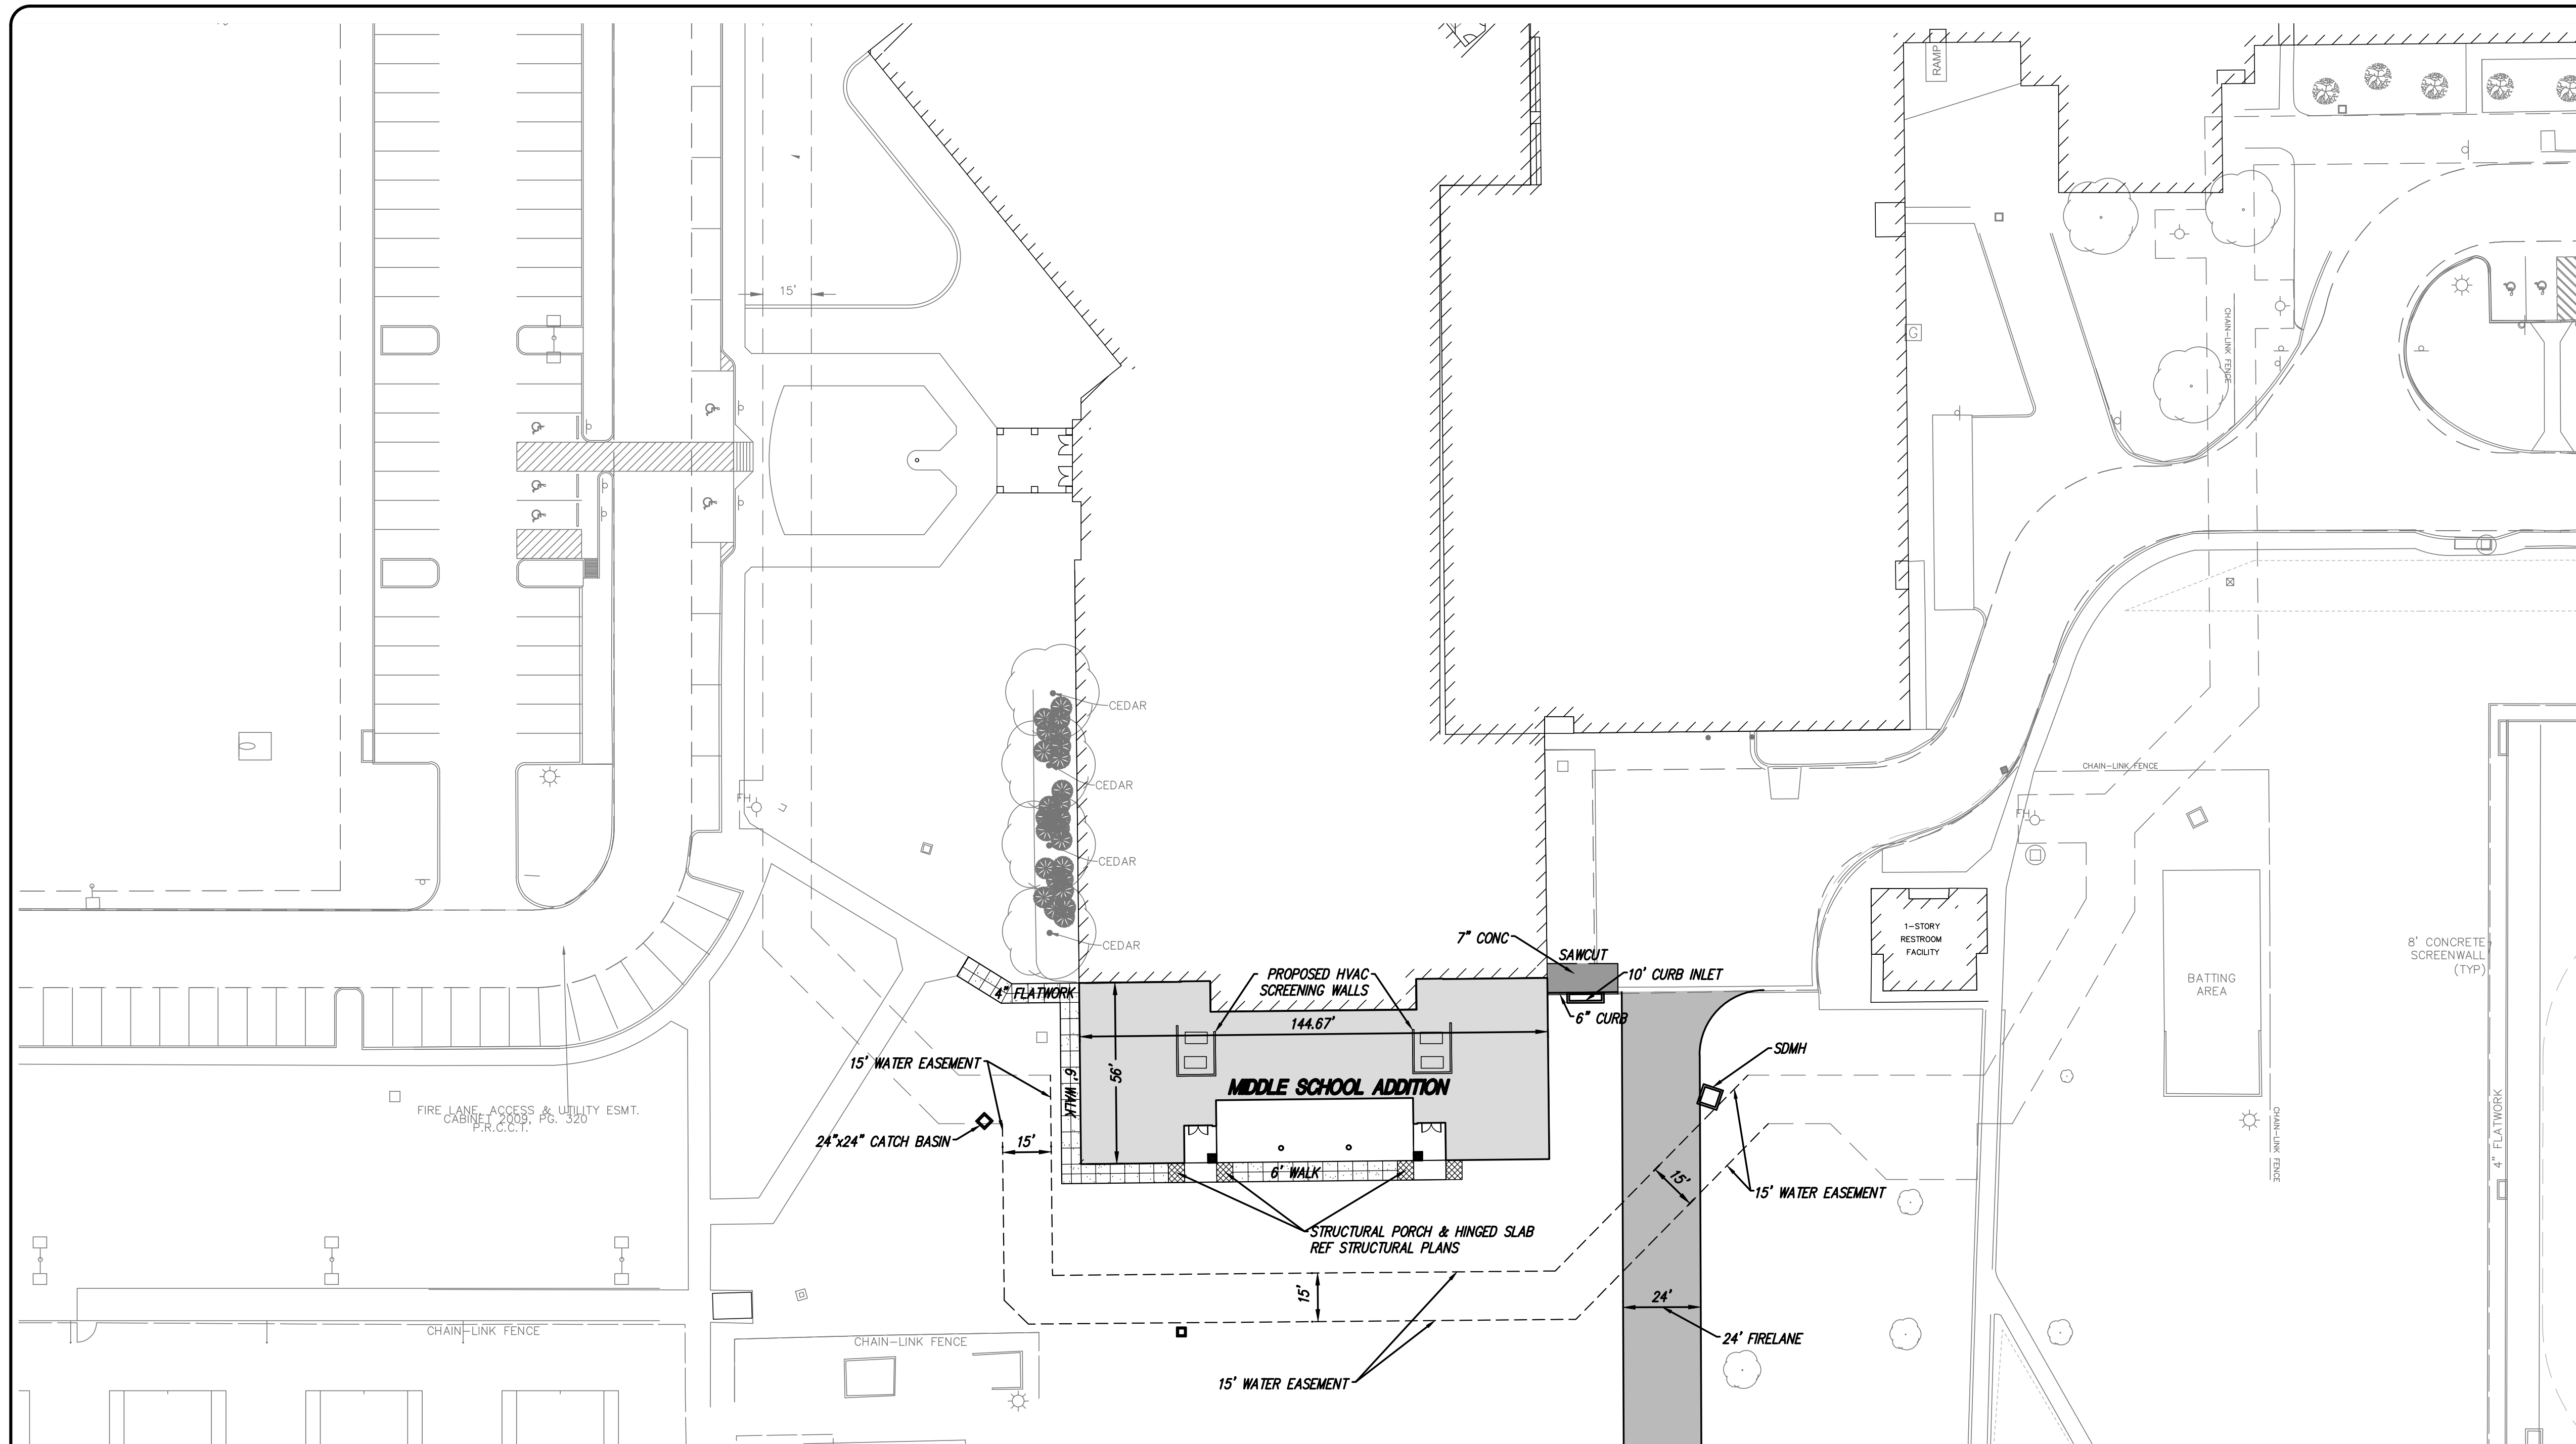 RAMP
15'
CHAIN-LINK FENCE
G
CEDAR
FH
CEDAR
CHAIN-LINK FENCE
FH
CEDAR
CEDAR
1-STORY
RESTROOM
FACILITY
8' CONCRETE
SCREENWALL
(TYP)
BATTING
AREA
7" CONC
SAWCUT
PROPOSED HVAC
SCREENING WALLS
10' CURB INLET
4" FLATWORK
6" CURB
144.67'
SDMH
15' WATER EASEMENT
6' WALK
56'
MIDDLE SCHOOL ADDITION
FIRE LANE, ACCESS & UTILITY ESMT.
CABINET 2009, PG. 320
P.R.C.C.T.
24"x24" CATCH BASIN
15'
6' WALK
15'
15' WATER EASEMENT
CHAIN-LINK FENCE
4" FLATWORK
STRUCTURAL PORCH & HINGED SLAB
REF STRUCTURAL PLANS
15'
24'
CHAIN-LINK FENCE
CHAIN-LINK FENCE
24' FIRELANE
15' WATER EASEMENT